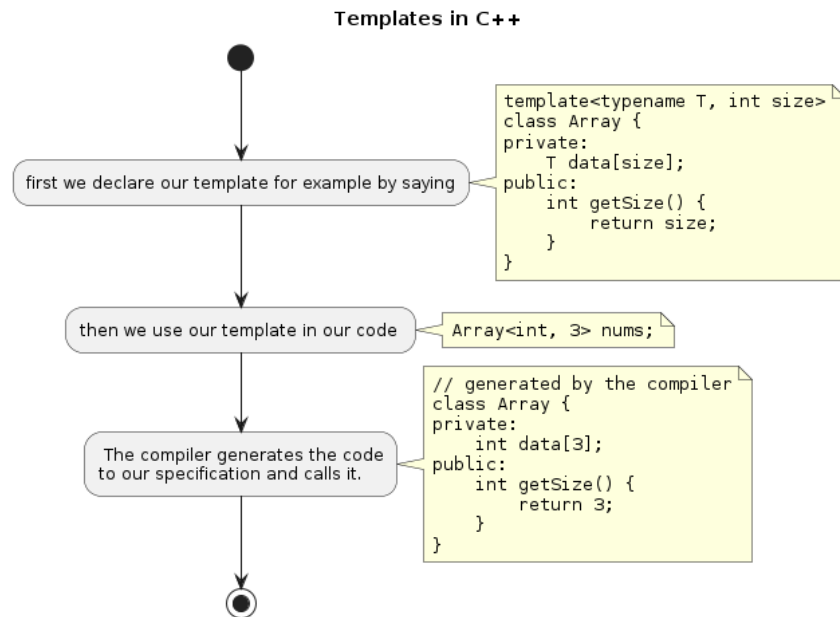 Templates in C++
first we declare our template for example by saying
template<typename T, int size>
class Array {
private:
    T data[size];
public:
    int getSize() {
        return size;
    }
}
then we use our template in our code
Array<int, 3> nums;
The compiler generates the code
to our specification and calls it.
// generated by the compiler
class Array {
private:
    int data[3];
public:
    int getSize() {
        return 3;
    }
}